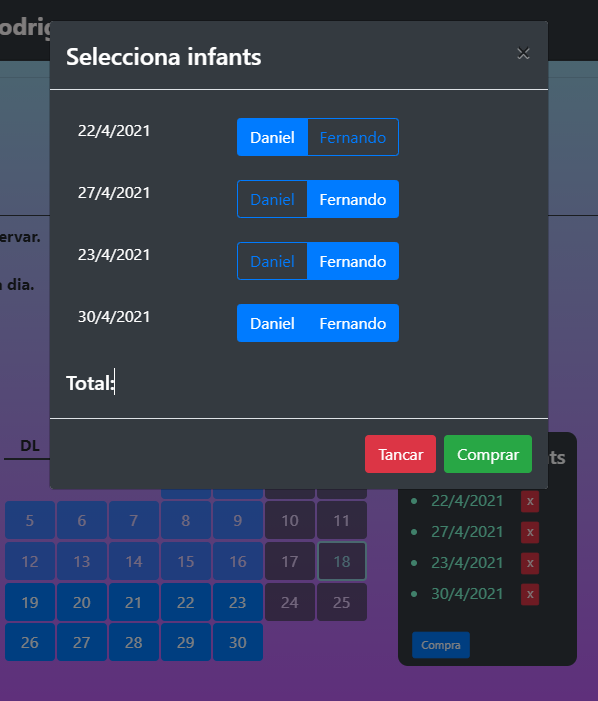 odrig
Selecciona infants ×
22/4/2021 Daniel Fernando
27/4/2021 Daniel Fernando
23/4/2021 Daniel Fernando
30/4/2021 Daniel Fernando
Total:
Tancar Comprar
ervar.
dia.
DL
ts
5 6 7 8 9 10 11
12 13 14 15 16 17 18
19 20 21 22 23 24 25
26 27 28 29 30
22/4/2021 x
27/4/2021 x
23/4/2021 x
30/4/2021 x
Compra